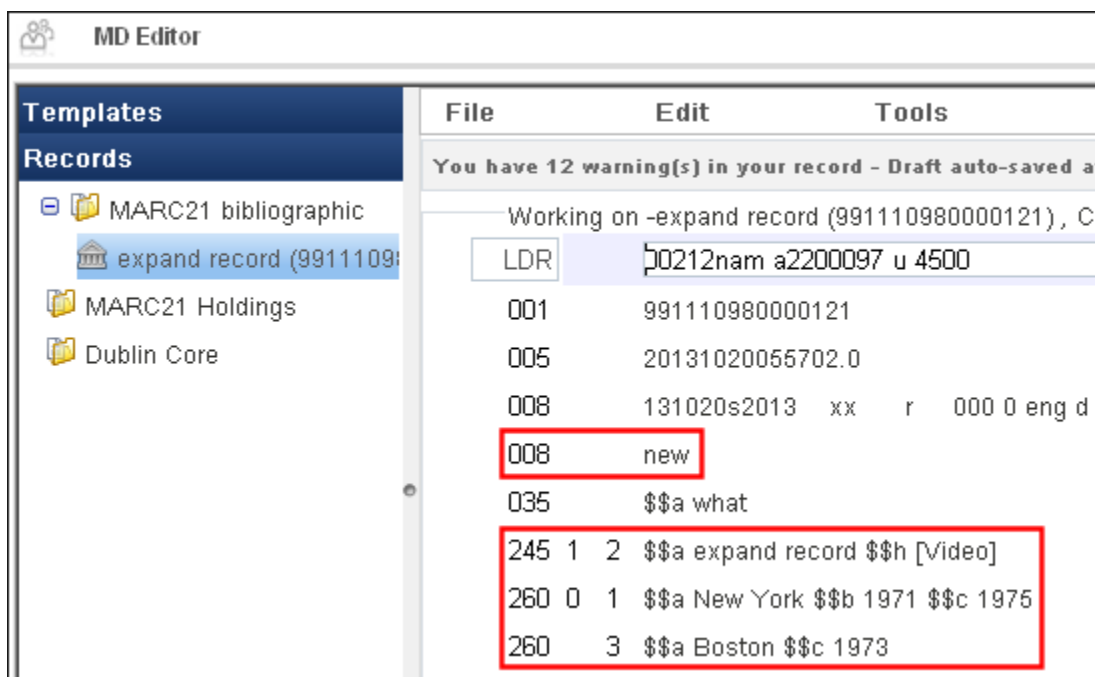 MD Editor
Templates
Records
MARC21 bibliographic
expand record (9911109
MARC21 Holdings
Dublin Core
File Edit Tools
You have 12 warning(s) in your record - Draft auto-saved a
Working on -expand record (991110980000121), C
LDR 00212nam a2200097 u 4500
001 991110980000121
005 20131020055702.0
008 131020s2013 xx r 000 0 eng d
008 new
035 $$a what
245 1 2 $$a expand record $$h [Video]
260 0 1 $$a New York $$b 1971 $$c 1975
260 3 $$a Boston $$c 1973